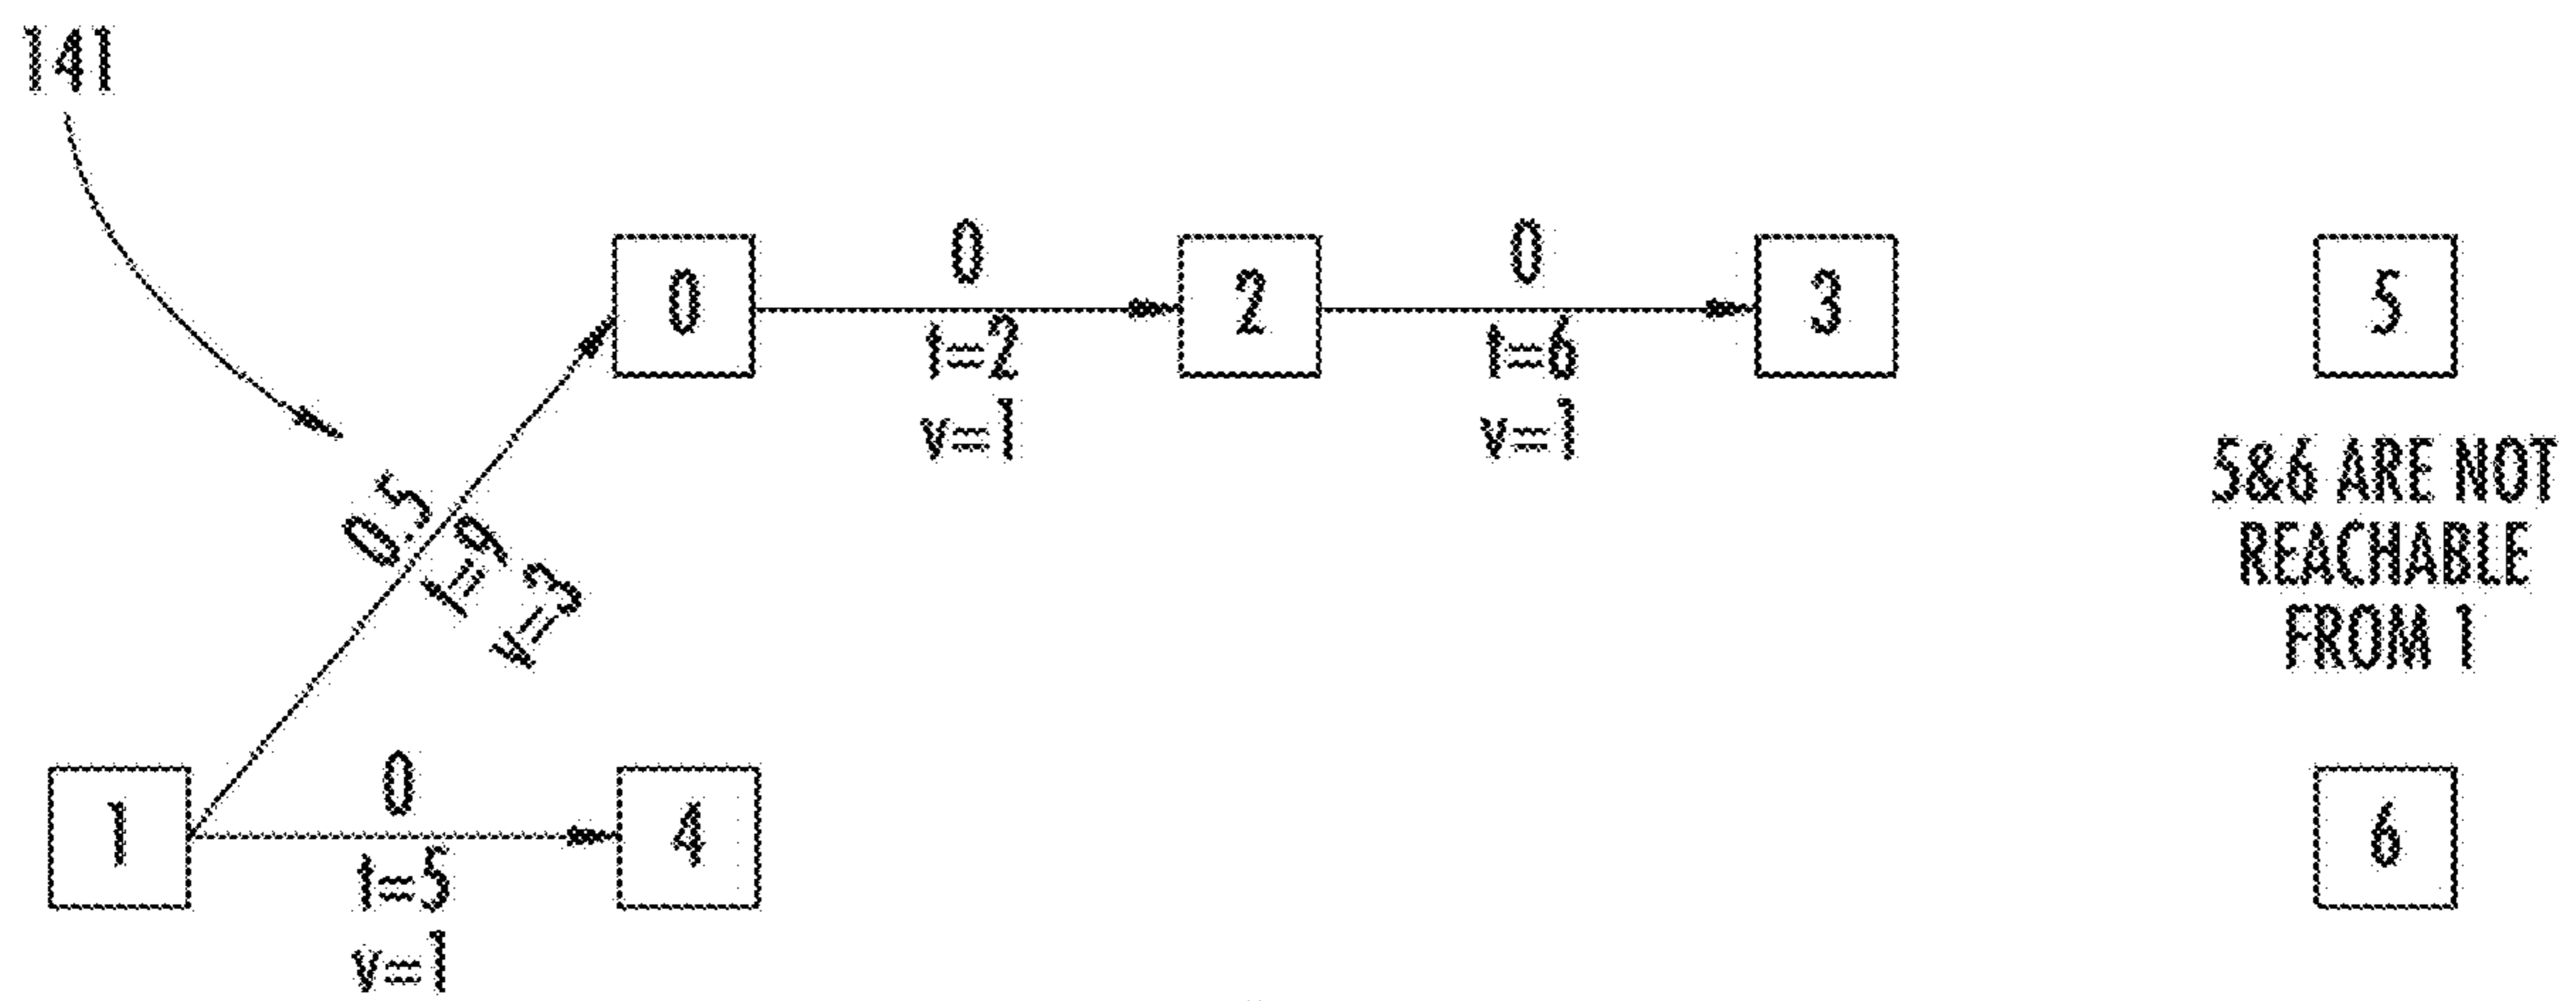 141
0
0
0
2
3
5
t=2
t=6
v=1
v=1
5&6 ARE NOT
REACHABLE
FROM 1
0.5
t=9
v=3
1
0
4
6
t=5
v=1